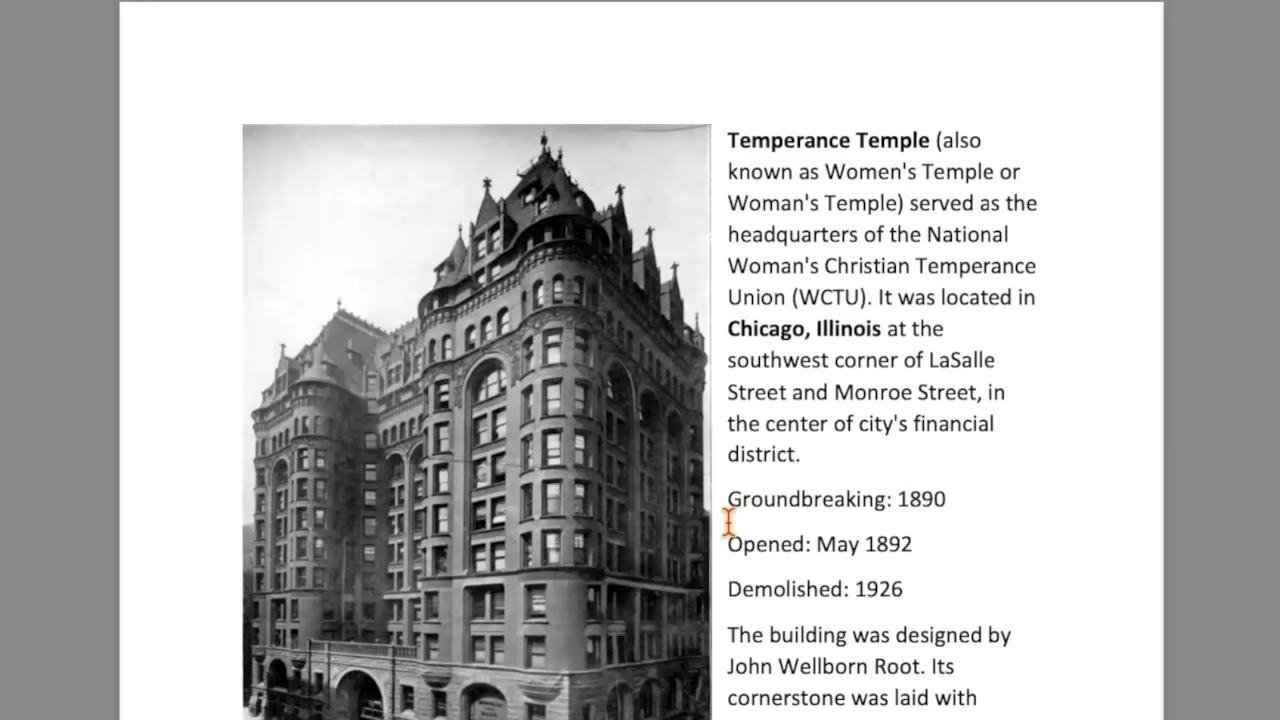 Temperance Temple (also
known as Women's Temple or
Woman's Temple) served as the
headquarters of the National
Woman's Christian Temperance
Union (WCTU). It was located in
Chicago, Illinois at the
southwest corner of LaSalle
Street and Monroe Street, in
the center of city's financial
district.
Groundbreaking: 1890
Opened: May 1892
Demolished: 1926
The building was designed by
John Wellborn Root. Its
cornerstone was laid with